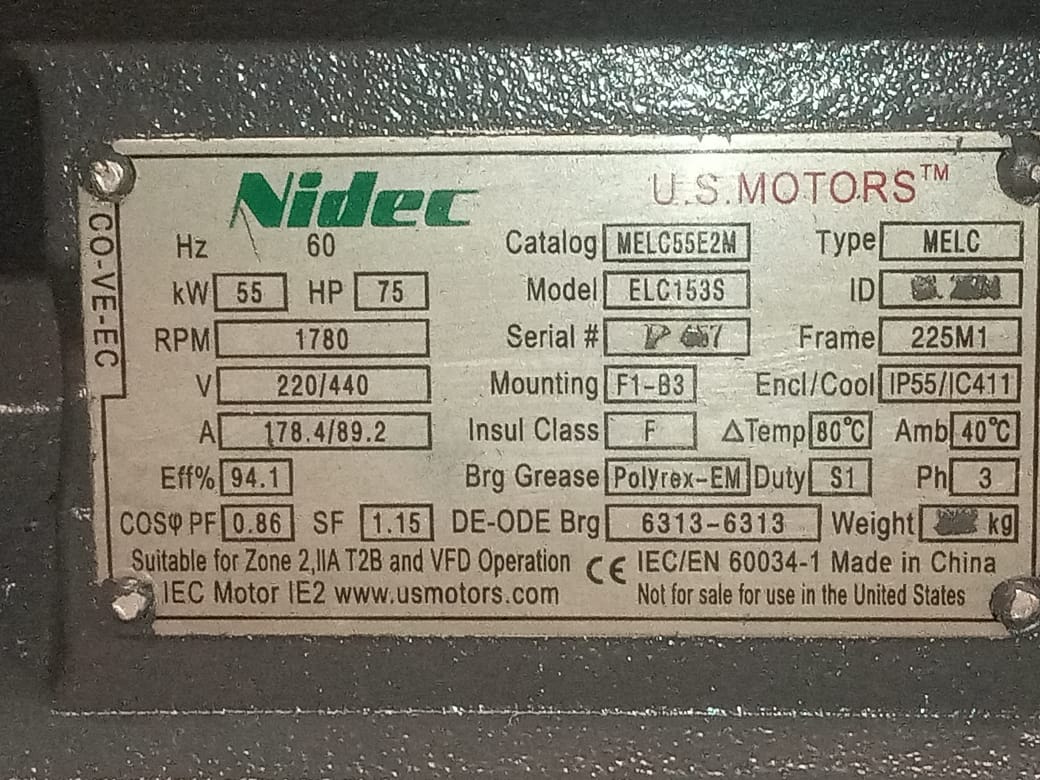 Nidec U.S. MOTORS™
CO-VE-EC
Hz 60 Catalog MELC55E2M Type MELC
kW 55 HP 75 Model ELC153S ID
RPM 1780 Serial # Frame 225M1
V 220/440 Mounting F1-B3 Encl/Cool IP55/IC411
A 178.4/89.2 Insul Class F ΔTemp 80°C Amb 40°C
Eff% 94.1 Brg Grease Polyrex-EM Duty S1 Ph 3
COSφ PF 0.86 SF 1.15 DE-ODE Brg 6313-6313 Weight kg
Suitable for Zone 2,IIA T2B and VFD Operation CE IEC/EN 60034-1 Made in China
IEC Motor IE2 www.usmotors.com Not for sale for use in the United States